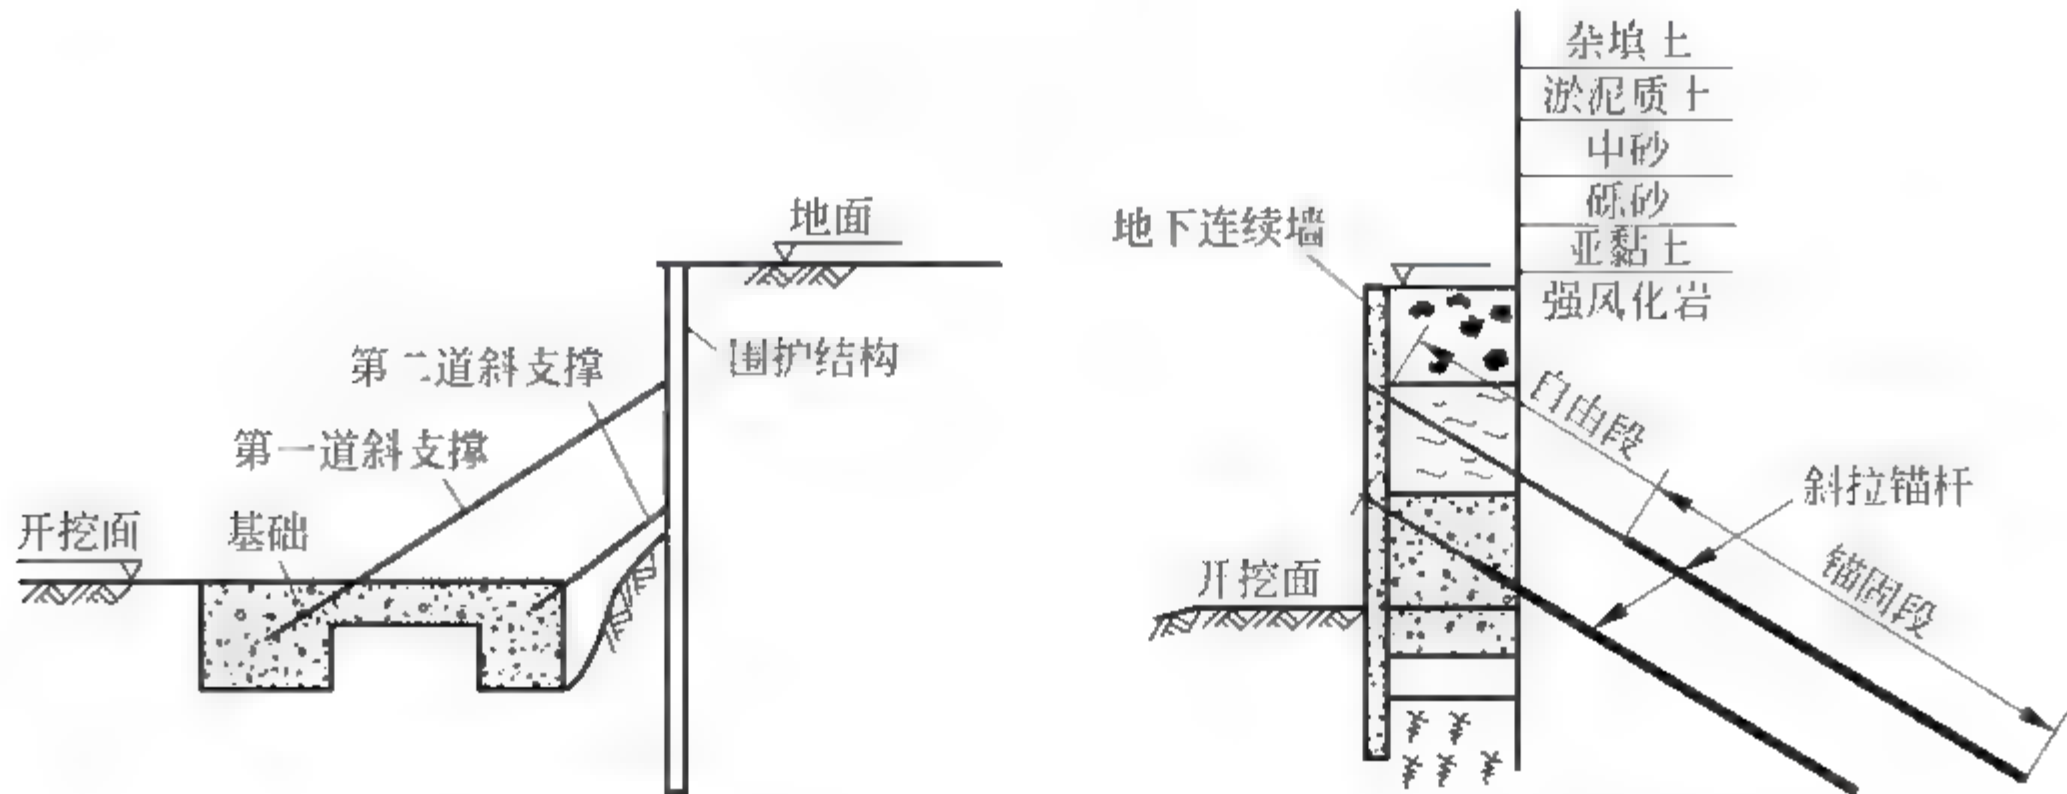 地面
围护结构
第二道斜支撑
第一道斜支撑
开挖面
基础
杂填土
淤泥质土
中砂
砾砂
亚黏土
强风化岩
地下连续墙
自由段
斜拉锚杆
锚固段
开挖面